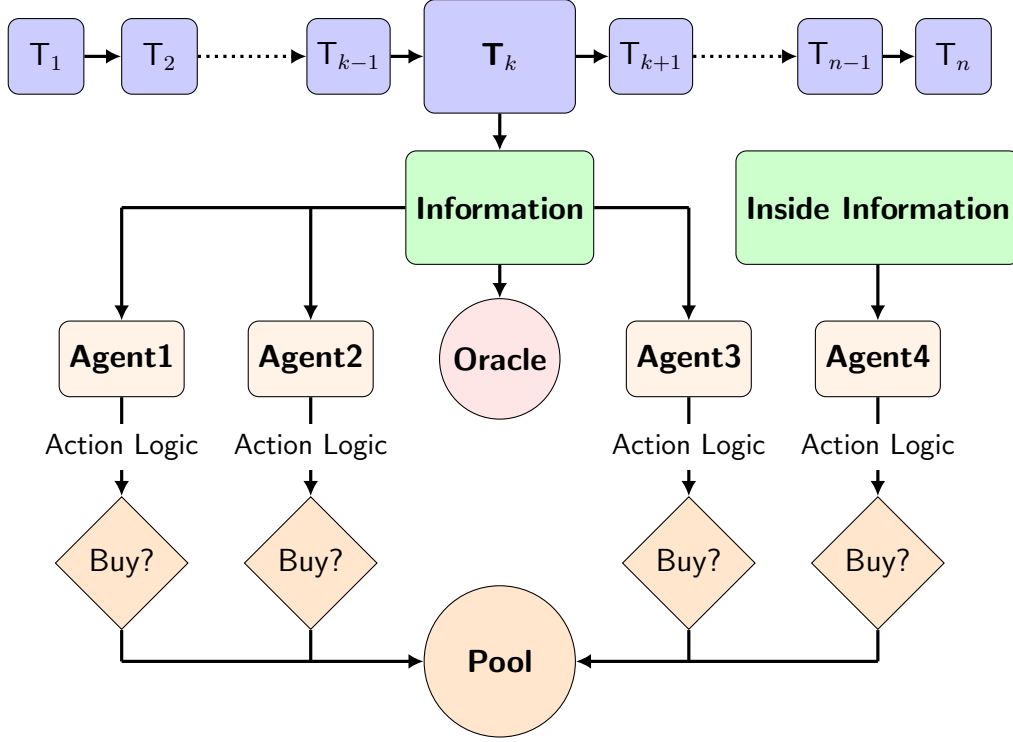 T₁ T₂ Tₖ₋₁ Tₖ Tₖ₊₁ Tₙ₋₁ Tₙ
Information Inside Information
Agent1 Agent2 Oracle Agent3 Agent4
Action Logic Action Logic Action Logic Action Logic
Buy? Buy? Buy? Buy?
Pool